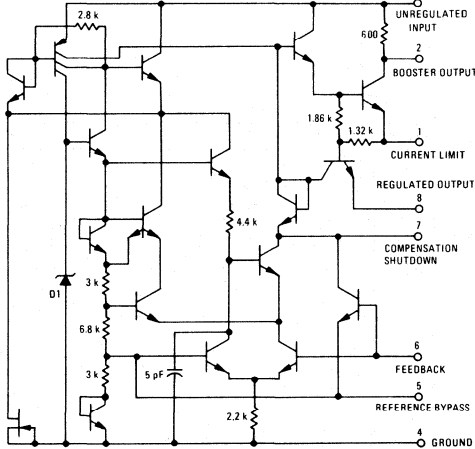 2.8 k
UNREGULATED
INPUT
600
2
BOOSTER OUTPUT
1.86 k
1.32 k
1
CURRENT LIMIT
REGULATED OUTPUT
8
4.4 k
7
COMPENSATION
SHUTDOWN
D1
3 k
6.8 k
3 k
5 pF
6
FEEDBACK
5
REFERENCE BYPASS
2.2 k
4
GROUND